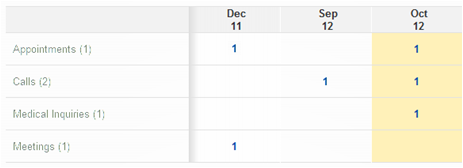 Dec Sep Oct
11 12 12
Appointments (1) 1 1
Calls (2) 1 1
Medical Inquiries (1) 1
Meetings (1) 1